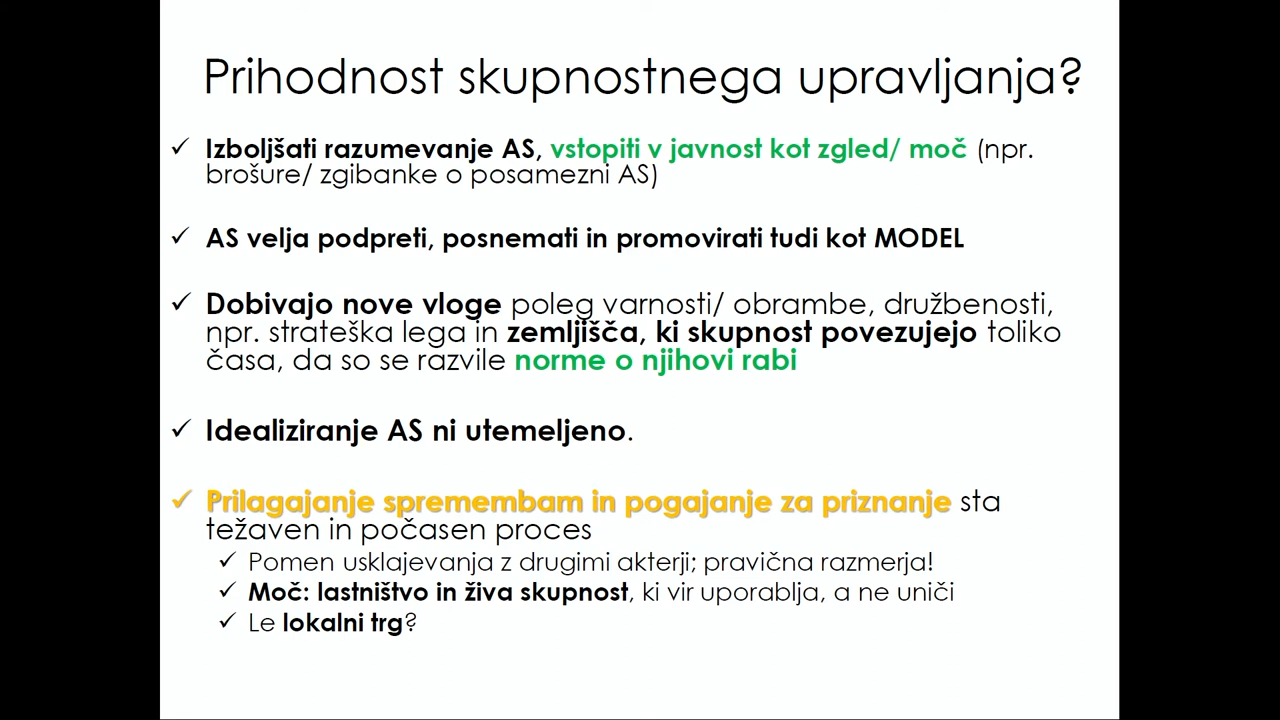 Prihodnost skupnostnega upravljanja?
✓ Izboljšati razumevanje AS, vstopiti v javnost kot zgled/ moč (npr.
brošure/ zgibanke o posamezni AS)
✓ AS velja podpreti, posnemati in promovirati tudi kot MODEL
✓ Dobivajo nove vloge poleg varnosti/ obrambe, družbenosti,
npr. strateška lega in zemljišča, ki skupnost povezujejo toliko
časa, da so se razvile norme o njihovi rabi
✓ Idealiziranje AS ni utemeljeno.
✓ Prilagajanje spremembam in pogajanje za priznanje sta
težaven in počasen proces
✓ Pomen usklajevanja z drugimi akterji; pravična razmerja!
✓ Moč: lastništvo in živa skupnost, ki vir uporablja, a ne uniči
✓ Le lokalni trg?